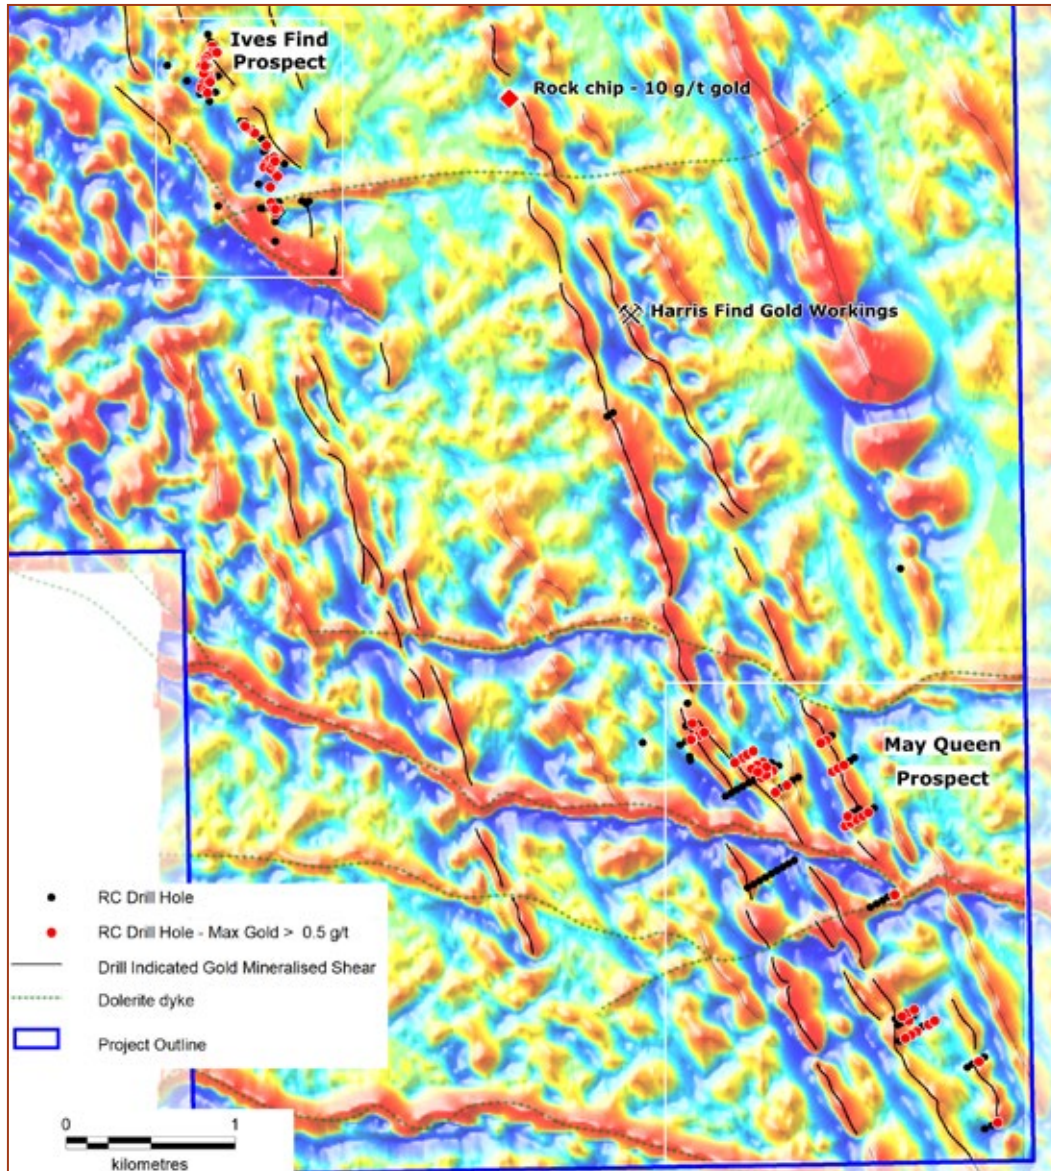 Ives Find
Prospect
Rock chip - 10 g/t gold
Harris Find Gold Workings
May Queen
Prospect
RC Drill Hole
RC Drill Hole - Max Gold > 0.5 g/t
Drill Indicated Gold Mineralised Shear
Dolerite dyke
Project Outline
0 1
kilometres